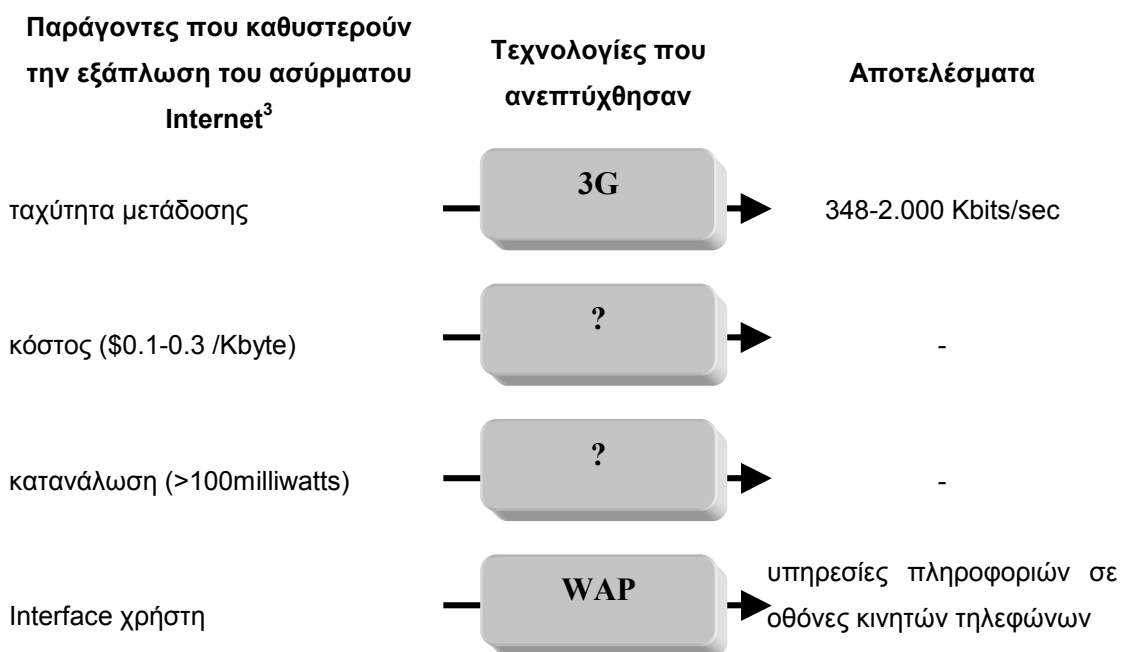 Παράγοντες που καθυστερούν
την εξάπλωση του ασύρματου
Internet3
Τεχνολογίες που
ανεπτύχθησαν
Αποτελέσματα
ταχύτητα μετάδοσης
3G
348-2.000 Kbits/sec
κόστος ($0.1-0.3 /Kbyte)
?
-
κατανάλωση (>100milliwatts)
?
-
Interface χρήστη
WAP
υπηρεσίες πληροφοριών σε
οθόνες κινητών τηλεφώνων